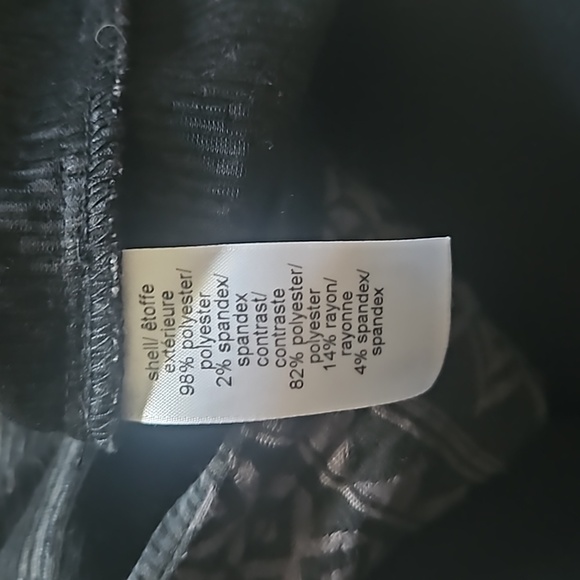 shell/ êtoffe
extérieure
98% polyester/
polyester
2% spandex/
spandex
contrast/
contraste
82% polyester/
polyester
14% rayon/
rayonne
4% spandex/
spandex